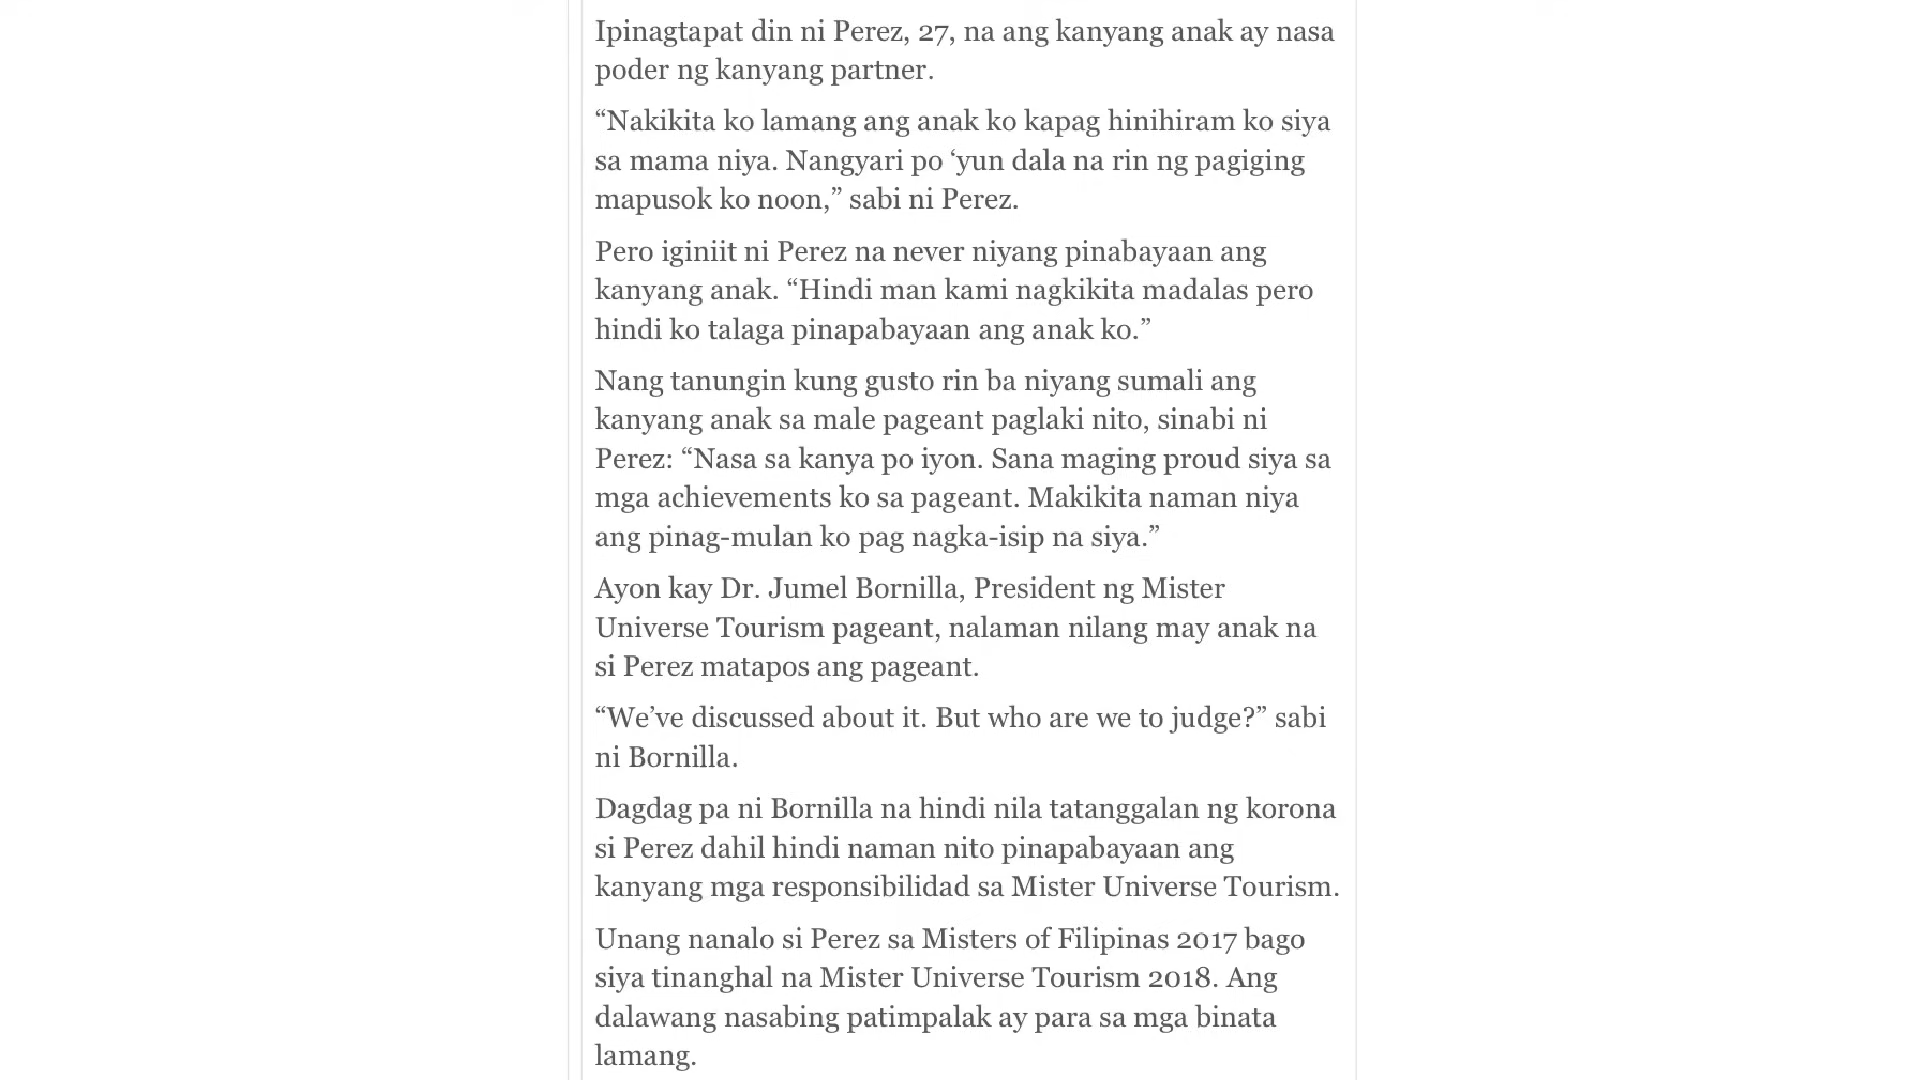 Ipinagtapat din ni Perez, 27, na ang kanyang anak ay nasa
poder ng kanyang partner.
“Nakikita ko lamang ang anak ko kapag hinihiram ko siya
sa mama niya. Nangyari po ‘yun dala na rin ng pagiging
mapusok ko noon,” sabi ni Perez.
Pero iginiit ni Perez na never niyang pinabayaan ang
kanyang anak. “Hindi man kami nagkikita madalas pero
hindi ko talaga pinapabayaan ang anak ko.”
Nang tanungin kung gusto rin ba niyang sumali ang
kanyang anak sa male pageant paglaki nito, sinabi ni
Perez: “Nasa sa kanya po iyon. Sana maging proud siya sa
mga achievements ko sa pageant. Makikita naman niya
ang pinag-mulan ko pag nagka-isip na siya.”
Ayon kay Dr. Jumel Bornilla, President ng Mister
Universe Tourism pageant, nalaman nilang may anak na
si Perez matapos ang pageant.
“We’ve discussed about it. But who are we to judge?” sabi
ni Bornilla.
Dagdag pa ni Bornilla na hindi nila tatanggalan ng korona
si Perez dahil hindi naman nito pinapabayaan ang
kanyang mga responsibilidad sa Mister Universe Tourism.
Unang nanalo si Perez sa Misters of Filipinas 2017 bago
siya tinanghal na Mister Universe Tourism 2018. Ang
dalawang nasabing patimpalak ay para sa mga binata
lamang.